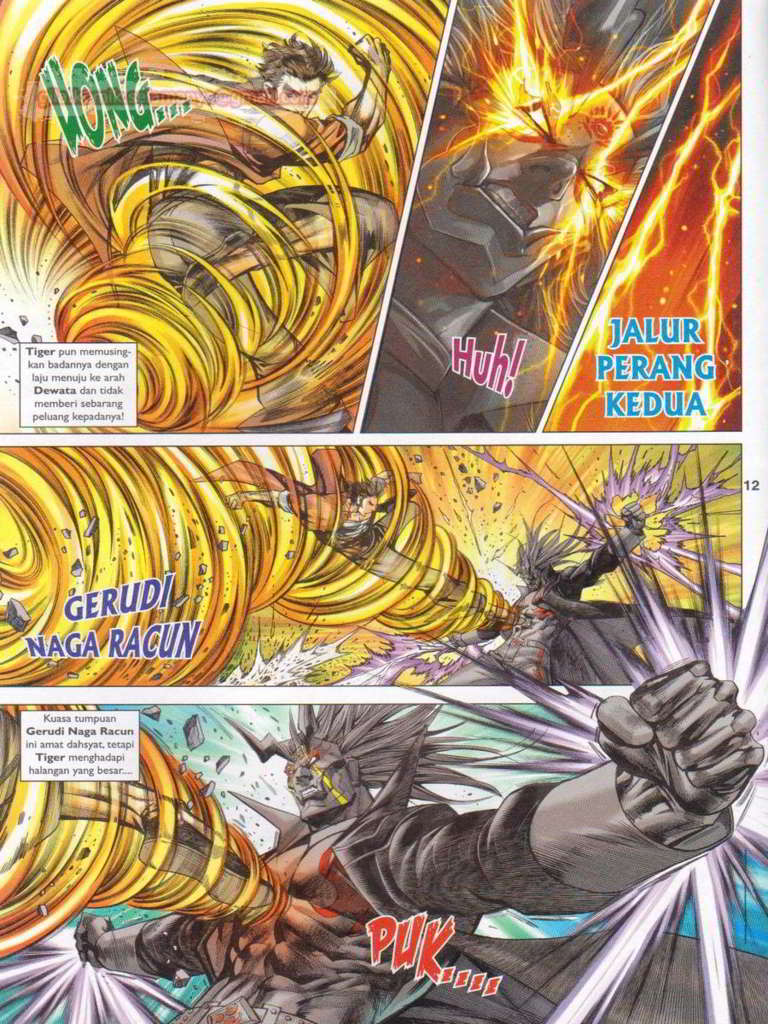 WONG...
Tiger pun memusing-
kan badannya dengan
laju menuju ke arah
Dewata dan tidak
memberi sebarang
peluang kepadanya!
Huh!
JALUR
PERANG
KEDUA
12
GERUDI
NAGA RACUN
Kuasa tumpuan
Gerudi Naga Racun
ini amat dahsyat, tetapi
Tiger menghadapi
halangan yang besar....
PUK....